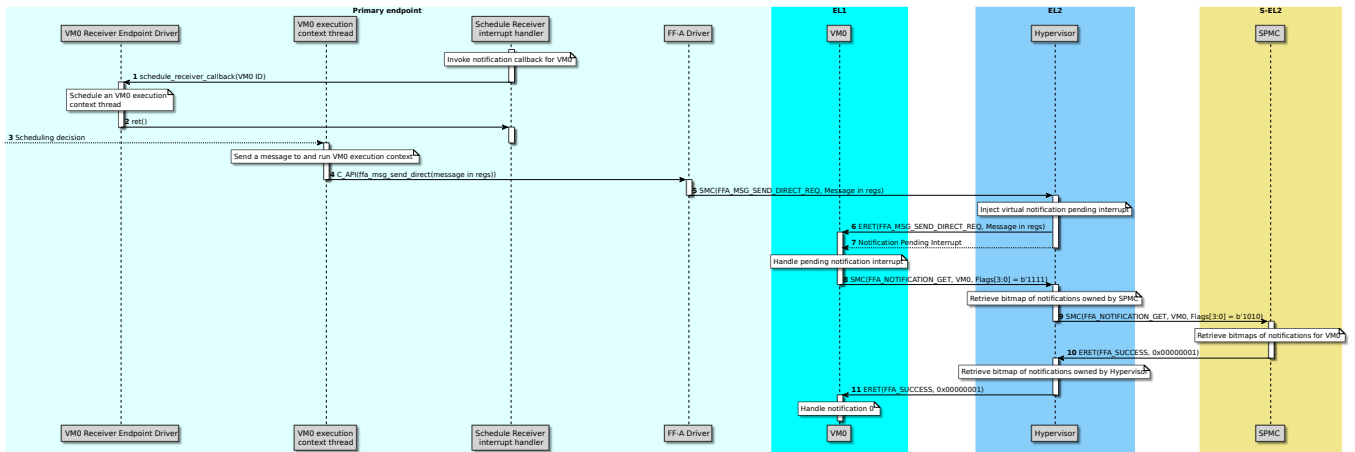 Primary endpoint
EL1
EL2
S-EL2
VM0 Receiver Endpoint Driver
VM0 execution
context thread
Schedule Receiver
interrupt handler
FF-A Driver
VM0
Hypervisor
SPMC
Invoke notification callback for VM0
1 schedule_receiver_callback(VM0 ID)
Schedule an VM0 execution
context thread
2 ret()
3 Scheduling decision
Send a message to and run VM0 execution context
4 C_API(ffa_msg_send_direct(message in regs))
5 SMC(FFA_MSG_SEND_DIRECT_REQ, Message in regs)
Inject virtual notification pending interrupt
6 ERET(FFA_MSG_SEND_DIRECT_REQ, Message in regs)
7 Notification Pending Interrupt
Handle pending notification interrupt
8 SMC(FFA_NOTIFICATION_GET, VM0, Flags[3:0] = b'1111)
Retrieve bitmap of notifications owned by SPMC
9 SMC(FFA_NOTIFICATION_GET, VM0, Flags[3:0] = b'1010)
Retrieve bitmaps of notifications for VM0
10 ERET(FFA_SUCCESS, 0x00000001)
Retrieve bitmap of notifications owned by Hypervisor
11 ERET(FFA_SUCCESS, 0x00000001)
Handle notification 0
VM0 Receiver Endpoint Driver
VM0 execution
context thread
Schedule Receiver
interrupt handler
FF-A Driver
VM0
Hypervisor
SPMC